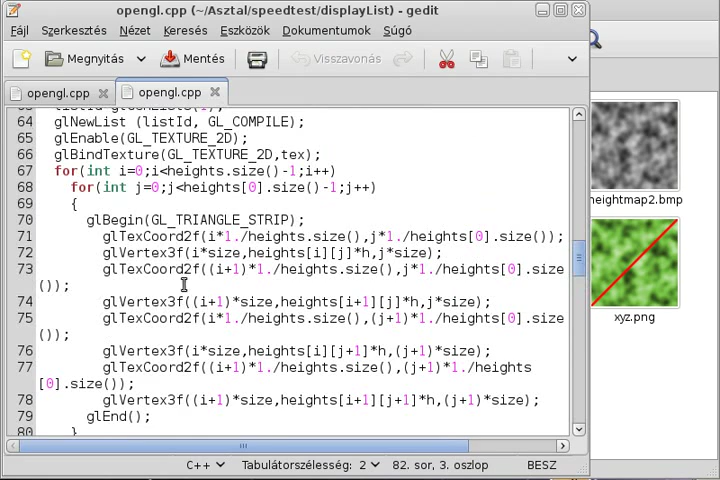 opengl.cpp (~/Asztal/speedtest/displayList) - gedit
Fájl Szerkesztés Nézet Keresés Eszközök Dokumentumok Súgó
Megnyitás Mentés Visszavonás
opengl.cpp opengl.cpp
64 glNewList (listId, GL_COMPILE);
65 glEnable(GL_TEXTURE_2D);
66 glBindTexture(GL_TEXTURE_2D,tex);
67 for(int i=0;i<heights.size()-1;i++)
68 for(int j=0;j<heights[0].size()-1;j++)
69 {
70 glBegin(GL_TRIANGLE_STRIP);
71 glTexCoord2f(i*1./heights.size(),j*1./heights[0].size());
72 glVertex3f(i*size,heights[i][j]*h,j*size);
73 glTexCoord2f((i+1)*1./heights.size(),j*1./heights[0].size
());
74 glVertex3f((i+1)*size,heights[i+1][j]*h,j*size);
75 glTexCoord2f(i*1./heights.size(),(j+1)*1./heights[0].size
());
76 glVertex3f(i*size,heights[i][j+1]*h,(j+1)*size);
77 glTexCoord2f((i+1)*1./heights.size(),(j+1)*1./heights
[0].size());
78 glVertex3f((i+1)*size,heights[i+1][j+1]*h,(j+1)*size);
79 glEnd();
80 }
C++ Tabulátorszélesség: 2 82. sor, 3. oszlop BESZ
heightmap2.bmp
xyz.png